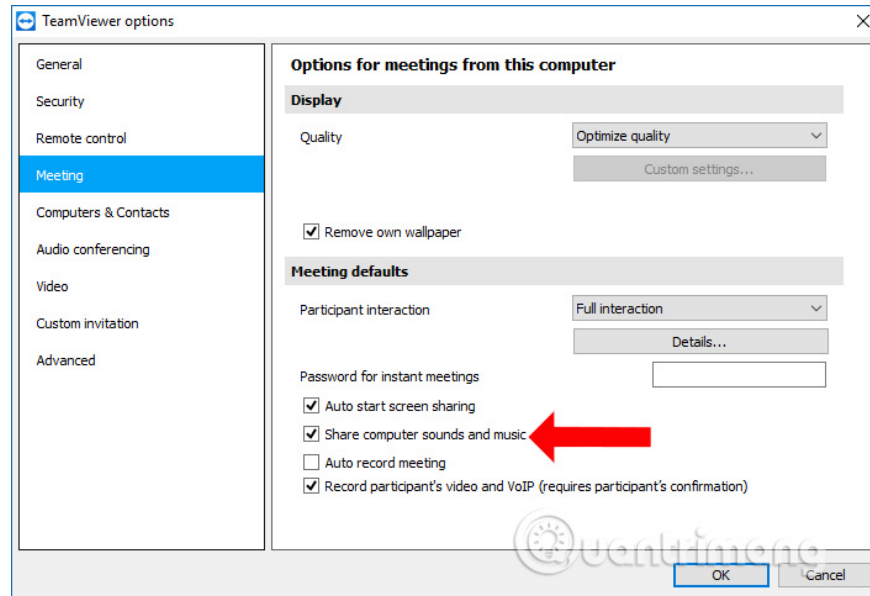 TeamViewer options
General
Security
Remote control
Meeting
Computers & Contacts
Audio conferencing
Video
Custom invitation
Advanced
Options for meetings from this computer
Display
Quality
Optimize quality
Custom settings...
Remove own wallpaper
Meeting defaults
Participant interaction
Full interaction
Details...
Password for instant meetings
Auto start screen sharing
Share computer sounds and music
Auto record meeting
Record participant's video and VoIP (requires participant's confirmation)
Quantrimang
OK
Cancel